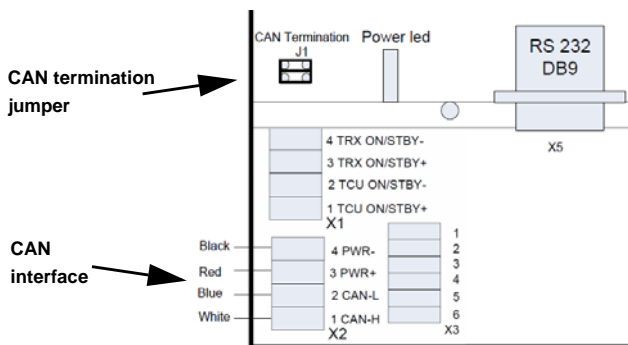 CAN Termination
J1
Power led
RS 232
DB9
CAN termination
jumper
X5
4 TRX ON/STBY-
3 TRX ON/STBY+
2 TCU ON/STBY-
1 TCU ON/STBY+
X1
CAN
interface
Black
Red
Blue
White
4 PWR-
3 PWR+
2 CAN-L
1 CAN-H
X2
1
2
3
4
5
6
X3